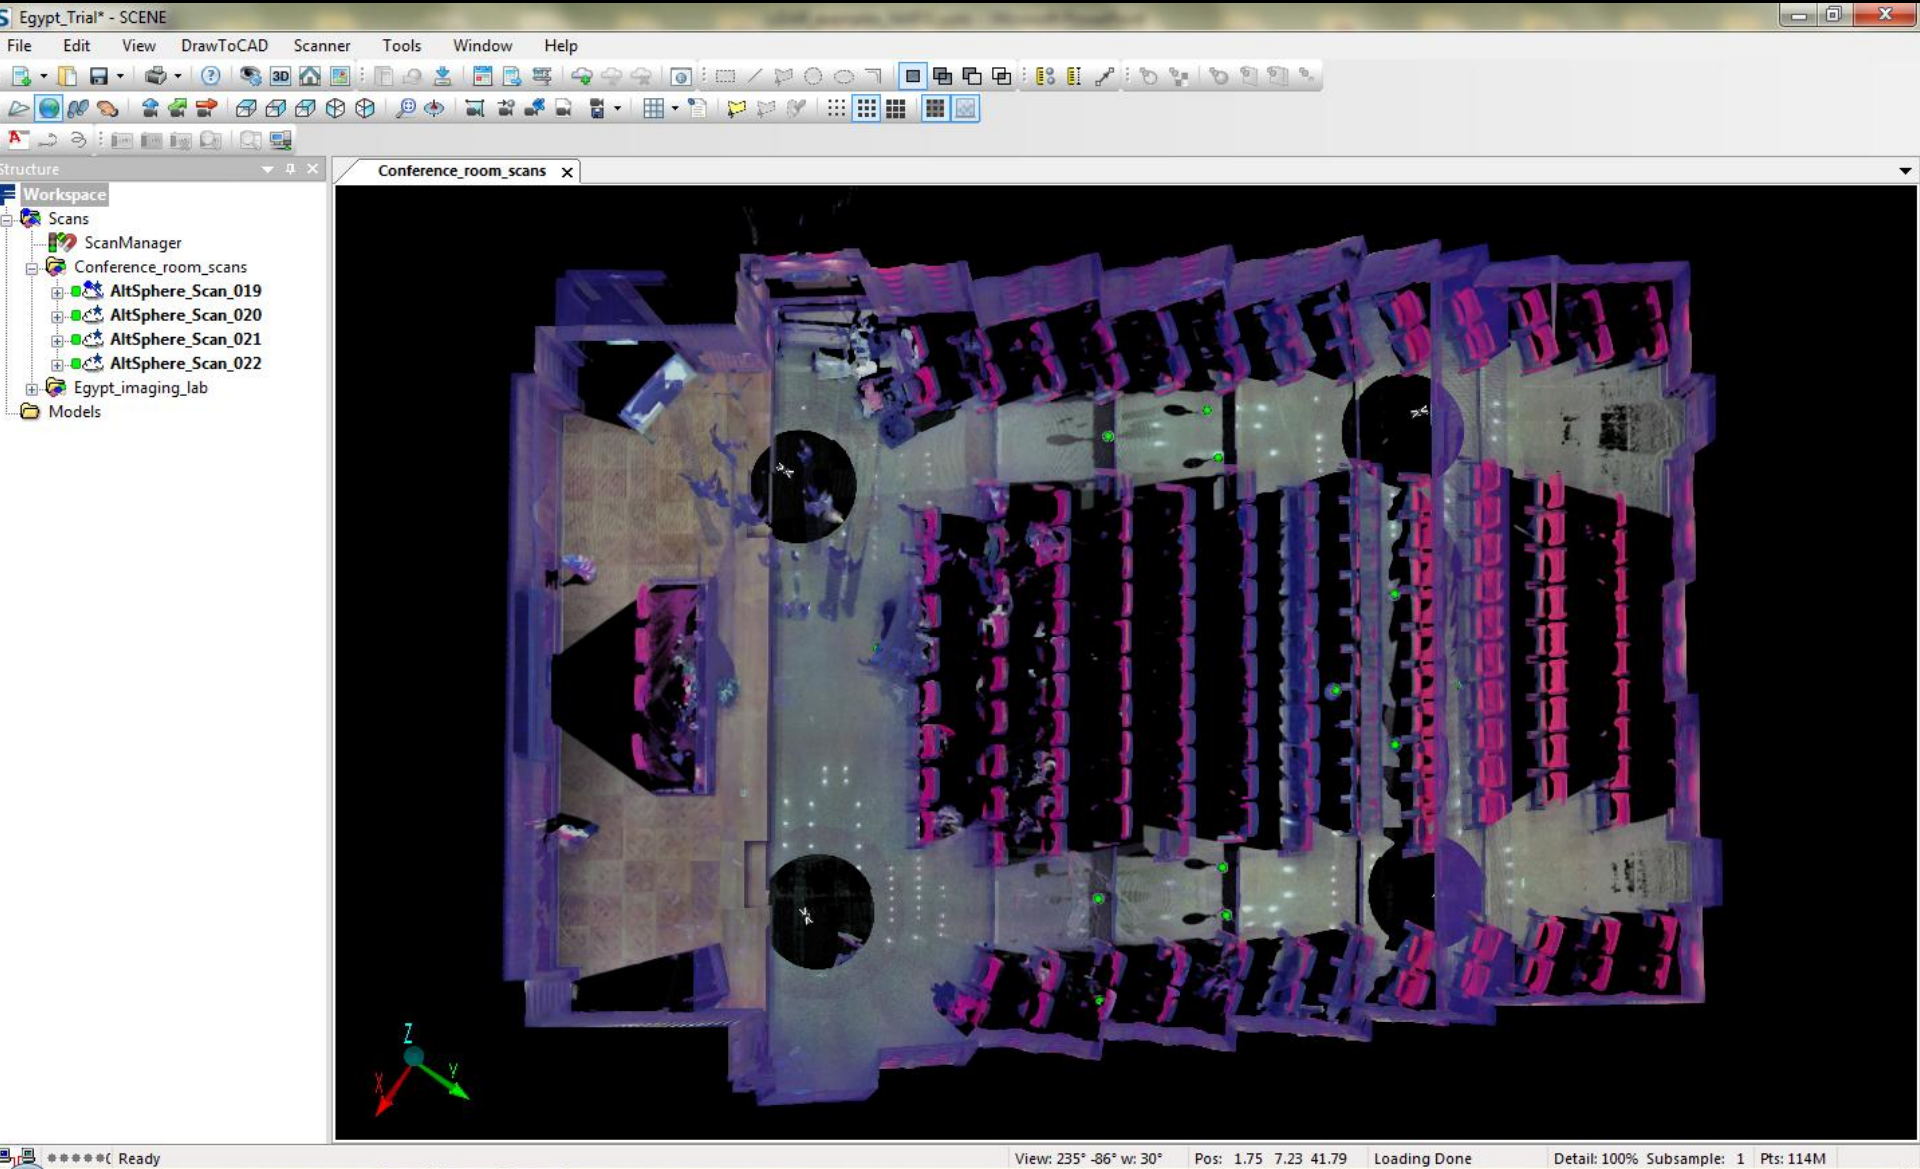 Egypt_Trial* - SCENE
File Edit View DrawToCAD Scanner Tools Window Help
3D
A
Structure
Conference_room_scans
Workspace
Scans
ScanManager
Conference_room_scans
AltSphere_Scan_019
AltSphere_Scan_020
AltSphere_Scan_021
AltSphere_Scan_022
Egypt_imaging_lab
Models
Z
X
y
Ready
View: 235° -86° w: 30° Pos: 1.75 7.23 41.79 Loading Done Detail: 100% Subsample: 1 Pts: 114M